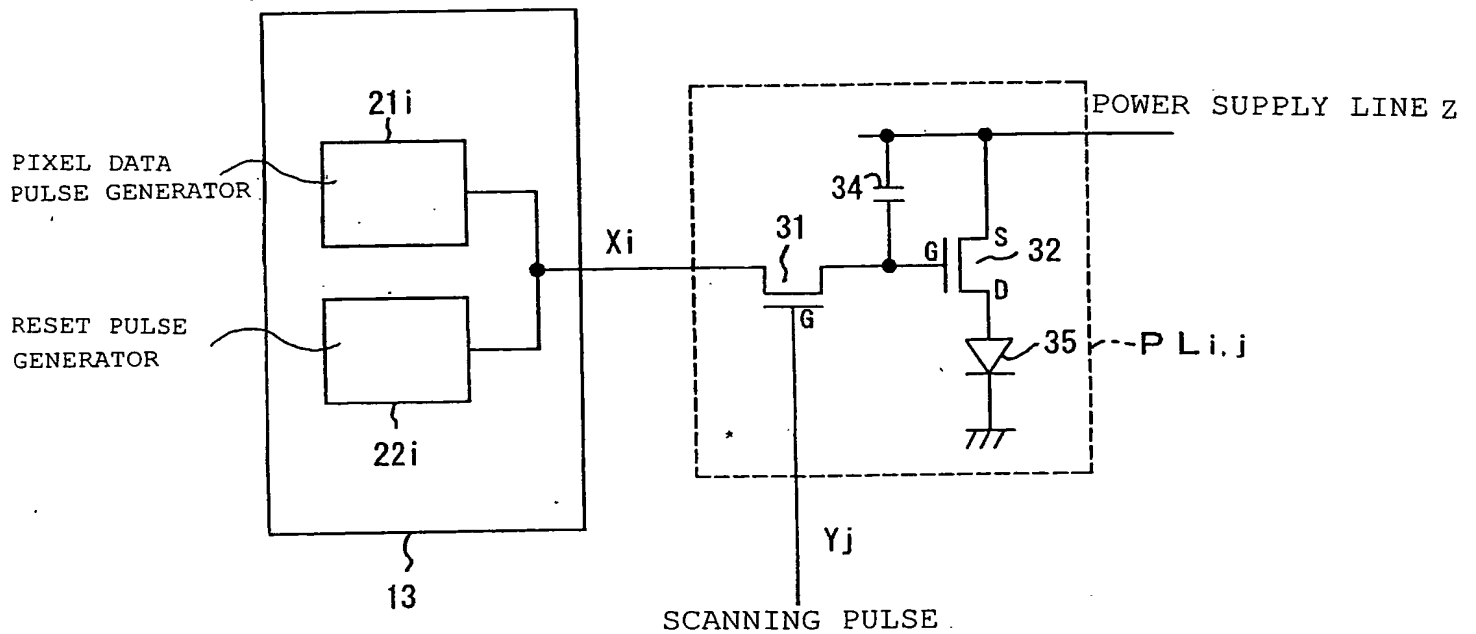 21i
PIXEL DATA
PULSE GENERATOR
RESET PULSE
GENERATOR
22i
13
Xi
POWER SUPPLY LINE Z
34
31
G
G
S
32
D
35
PLi,j
*
Yj
SCANNING PULSE